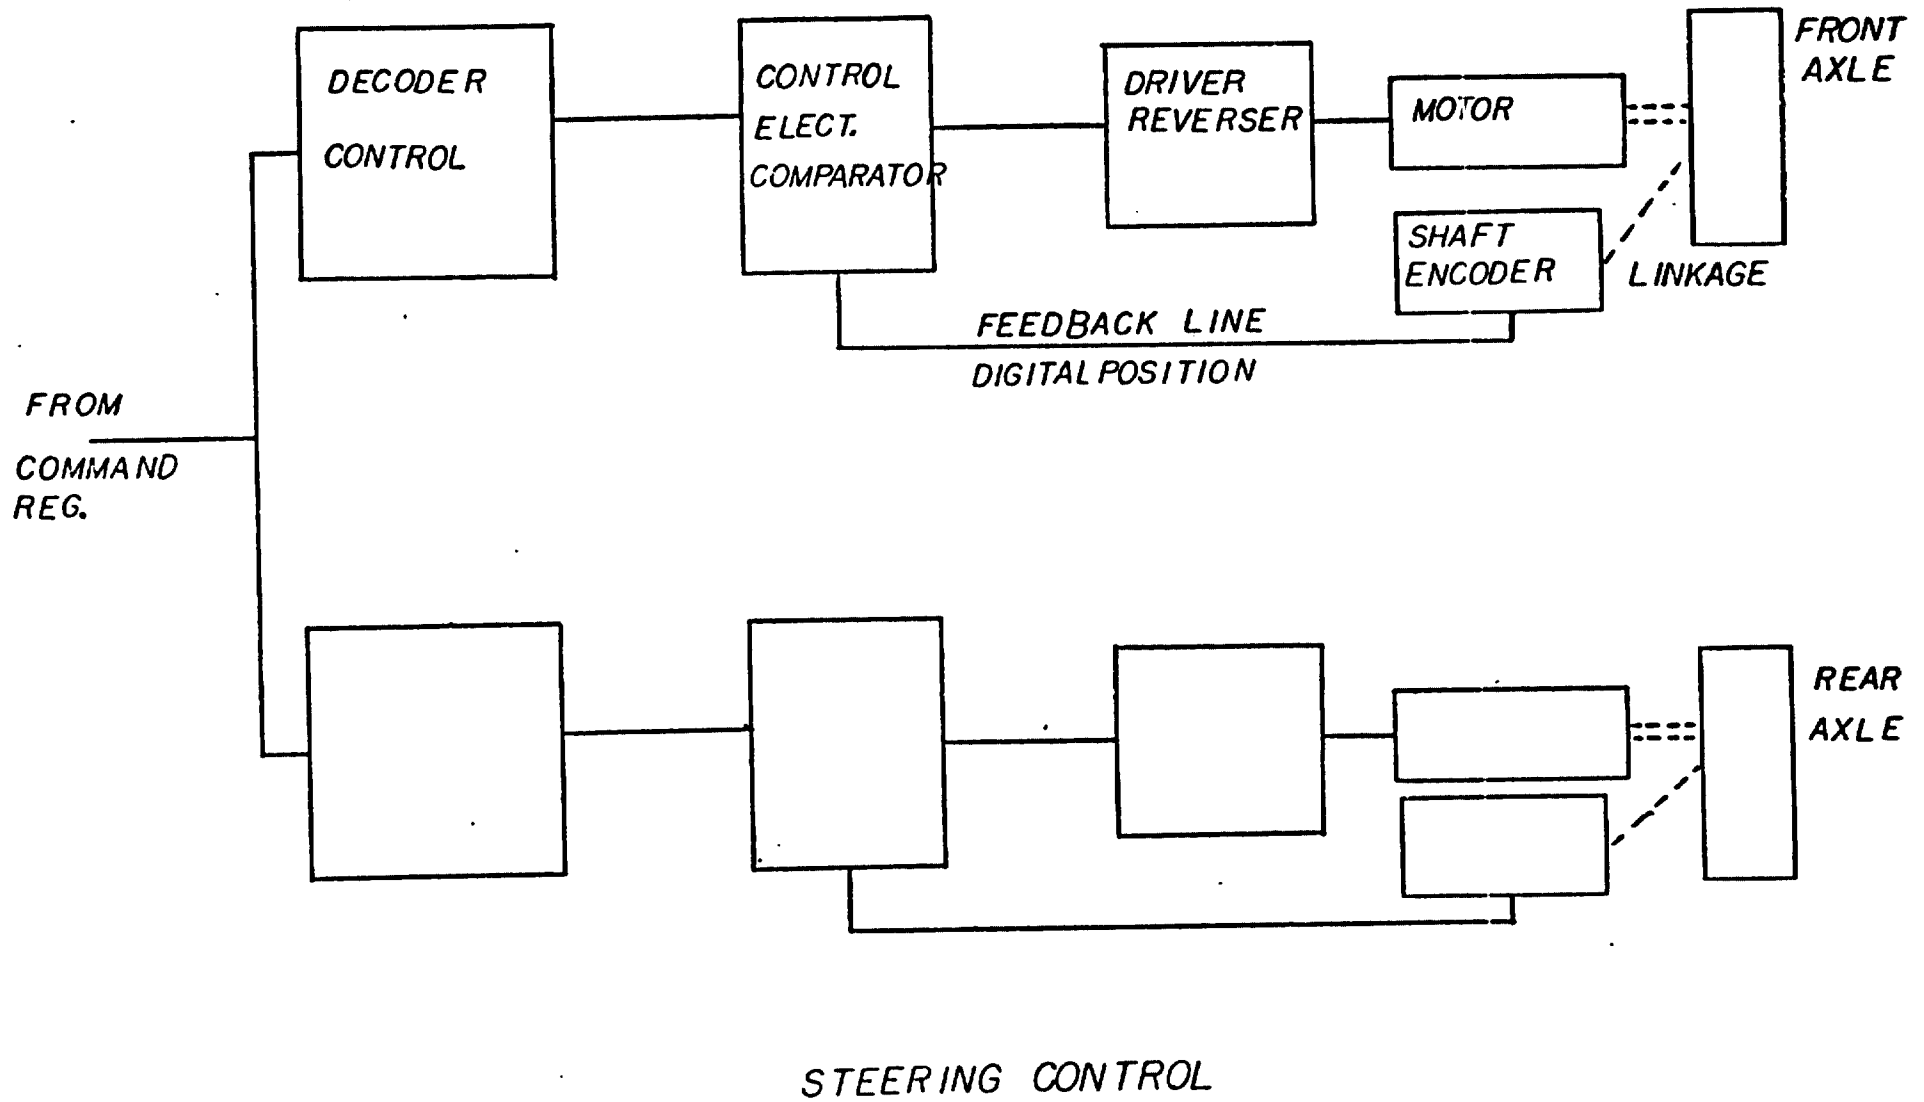 DECODER
CONTROL
CONTROL
ELECT.
COMPARATOR
DRIVER
REVERSER
MOTOR
FRONT
AXLE
SHAFT
ENCODER
LINKAGE
FEEDBACK LINE
DIGITAL POSITION
FROM
COMMAND
REG.
REAR
AXLE
STEERING CONTROL